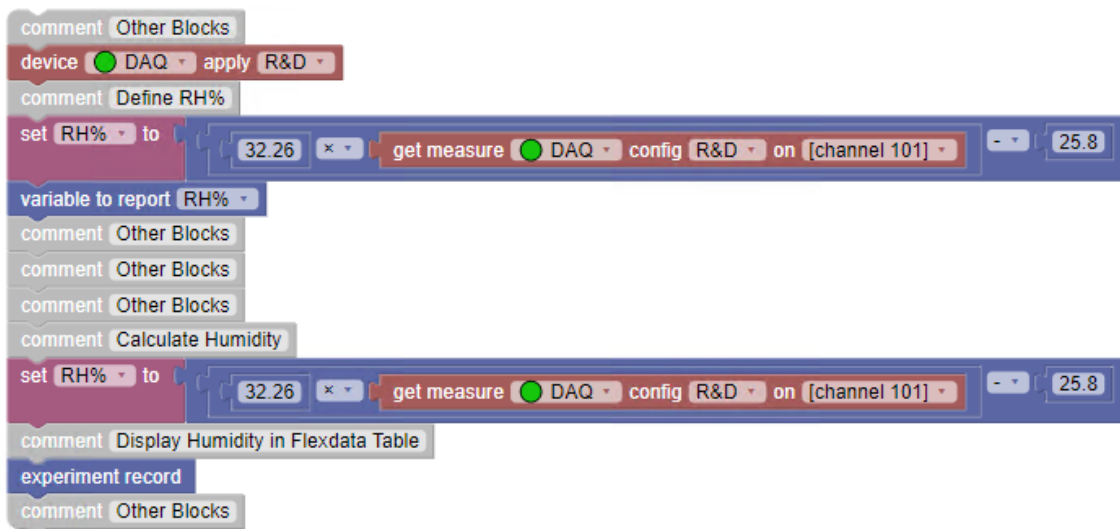 comment Other Blocks
device DAQ apply R&D
comment Define RH%
set RH% to 32.26 × get measure DAQ config R&D on [channel 101] - 25.8
variable to report RH%
comment Other Blocks
comment Other Blocks
comment Other Blocks
comment Calculate Humidity
set RH% to 32.26 × get measure DAQ config R&D on [channel 101] - 25.8
comment Display Humidity in Flexdata Table
experiment record
comment Other Blocks